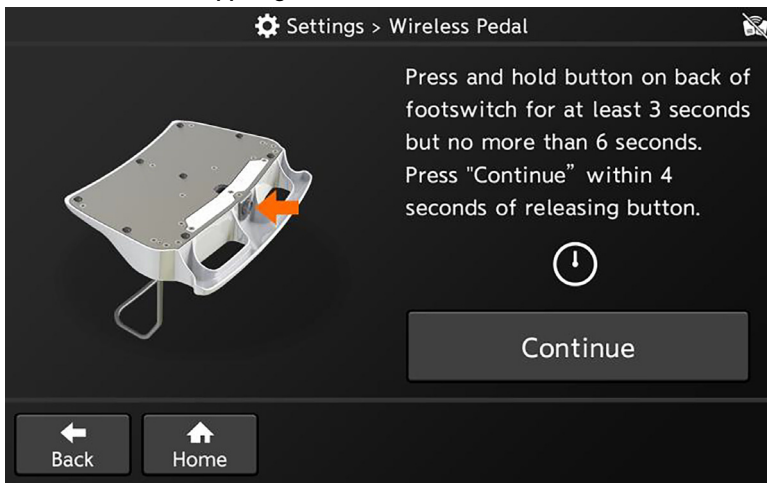 Settings > Wireless Pedal
Press and hold button on back of
footswitch for at least 3 seconds
but no more than 6 seconds.
Press "Continue” within 4
seconds of releasing button.
Continue
Back
Home